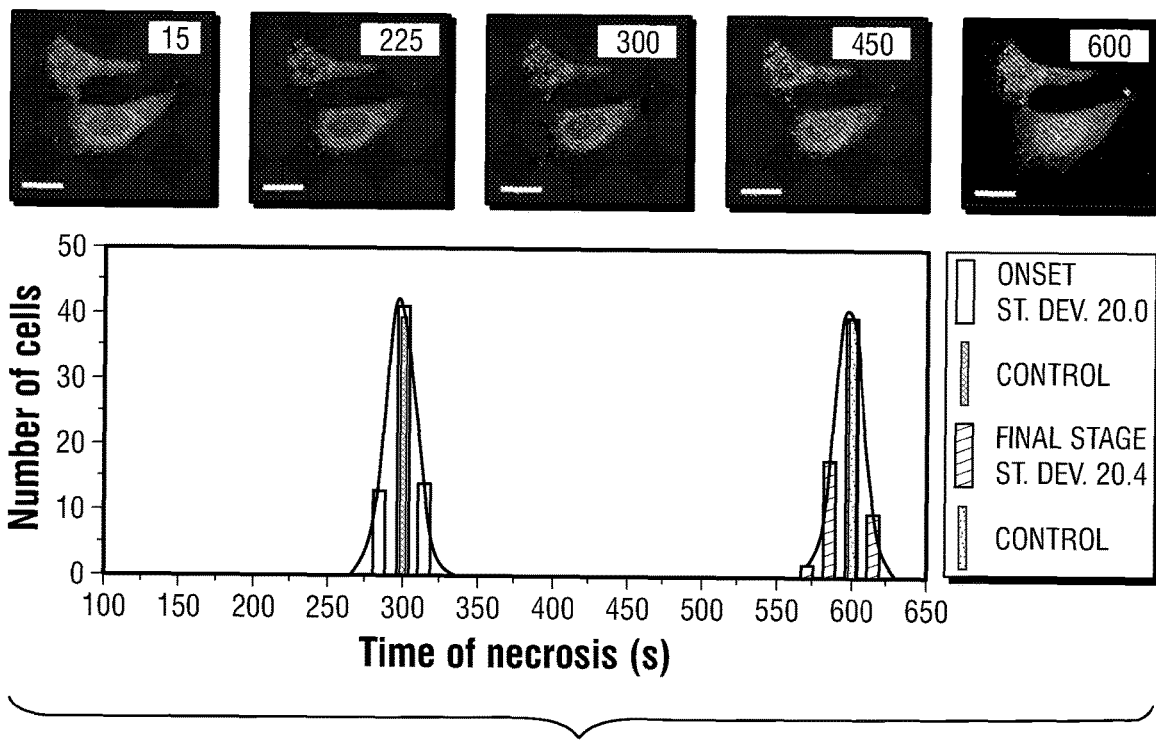 15
225
300
450
600
50
40
30
20
10
0
Number of cells
100 150 200 250 300 350 400 450 500 550 600 650
Time of necrosis (s)
ONSET
ST. DEV. 20.0
CONTROL
FINAL STAGE
ST. DEV. 20.4
CONTROL